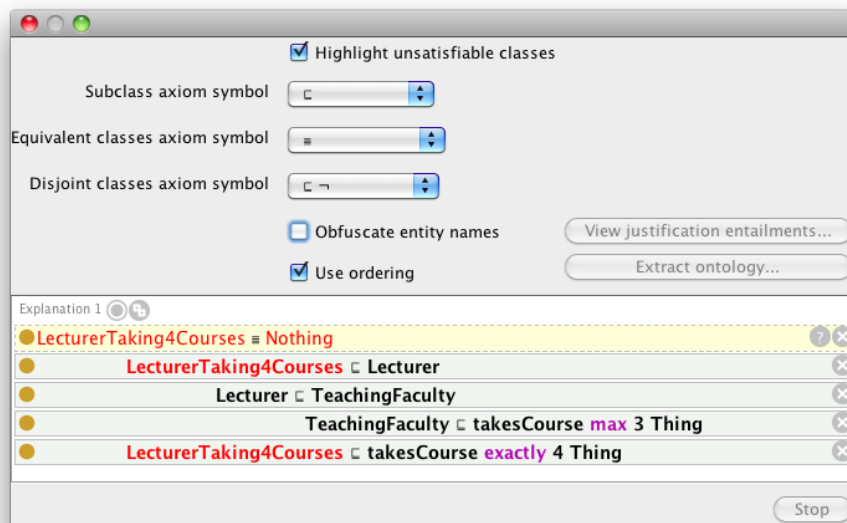 Highlight unsatisfiable classes
Subclass axiom symbol ⊏
Equivalent classes axiom symbol ≡
Disjoint classes axiom symbol ⊏ ¬
Obfuscate entity names View justification entailments...
Use ordering Extract ontology...
Explanation 1
LecturerTaking4Courses ≡ Nothing ?
LecturerTaking4Courses ⊏ Lecturer
Lecturer ⊏ TeachingFaculty
TeachingFaculty ⊏ takesCourse max 3 Thing
LecturerTaking4Courses ⊏ takesCourse exactly 4 Thing
Stop